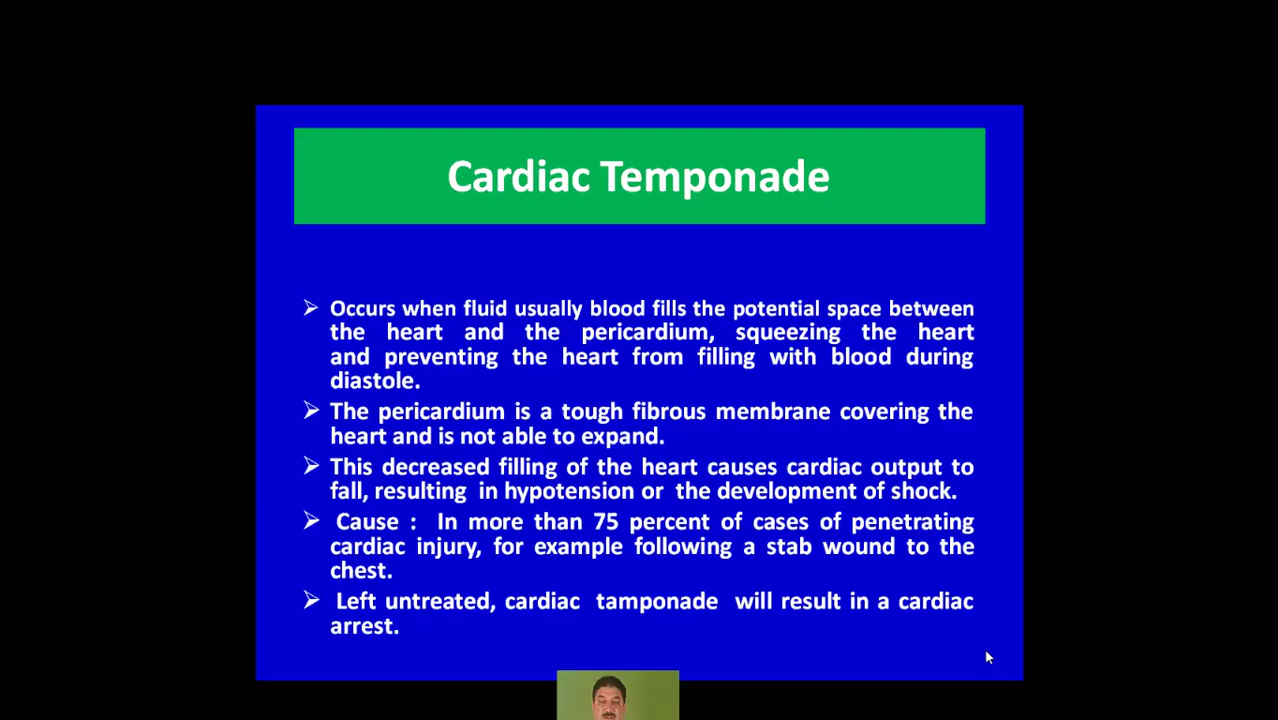 Cardiac Temponade
Occurs when fluid usually blood fills the potential space between
the heart and the pericardium, squeezing the heart
and preventing the heart from filling with blood during
diastole.
The pericardium is a tough fibrous membrane covering the
heart and is not able to expand.
This decreased filling of the heart causes cardiac output to
fall, resulting in hypotension or the development of shock.
Cause : In more than 75 percent of cases of penetrating
cardiac injury, for example following a stab wound to the
chest.
Left untreated, cardiac tamponade will result in a cardiac
arrest.